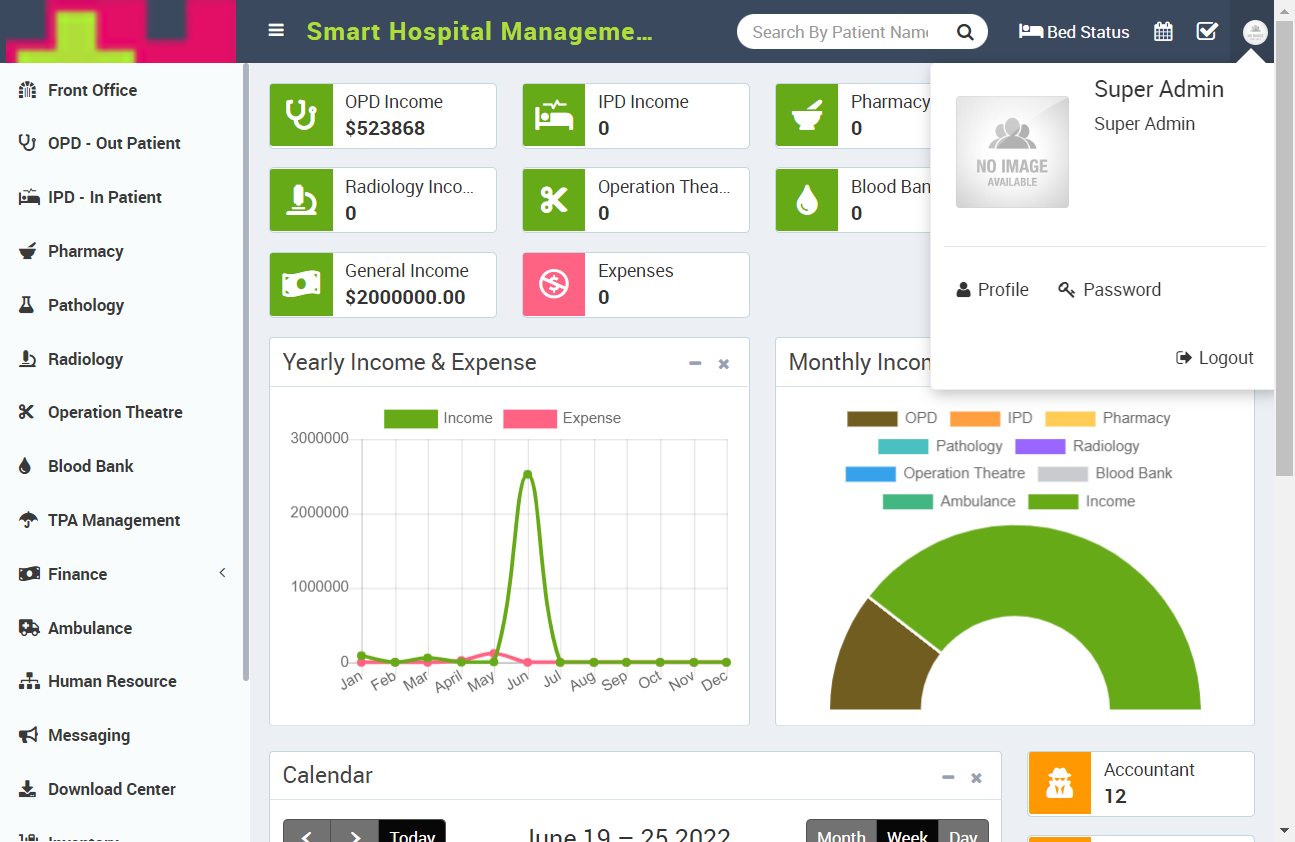 Smart Hospital Manageme...
Search By Patient Name
Bed Status
Super Admin
Super Admin
NO IMAGE
AVAILABLE
Profile
Password
Logout
Front Office
OPD - Out Patient
IPD - In Patient
Pharmacy
Pathology
Radiology
Operation Theatre
Blood Bank
TPA Management
Finance
Ambulance
Human Resource
Messaging
Download Center
Inventory
OPD Income
$523868
IPD Income
0
Pharmacy
0
Radiology Inco...
0
Operation Thea...
0
Blood Ban
0
General Income
$2000000.00
Expenses
0
Yearly Income & Expense
Income Expense
3000000
2000000
1000000
0
Jan Feb Mar April May Jun Jul Aug Sep Oct Nov Dec
Monthly Incon
OPD IPD Pharmacy
Pathology Radiology
Operation Theatre Blood Bank
Ambulance Income
Calendar
Today
June 19 – 25 2022
Month Week Day
Accountant
12